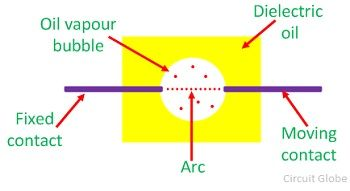 Oil vapour
bubble
Dielectric
oil
Fixed
contact
Arc
Moving
contact
Circuit Globe